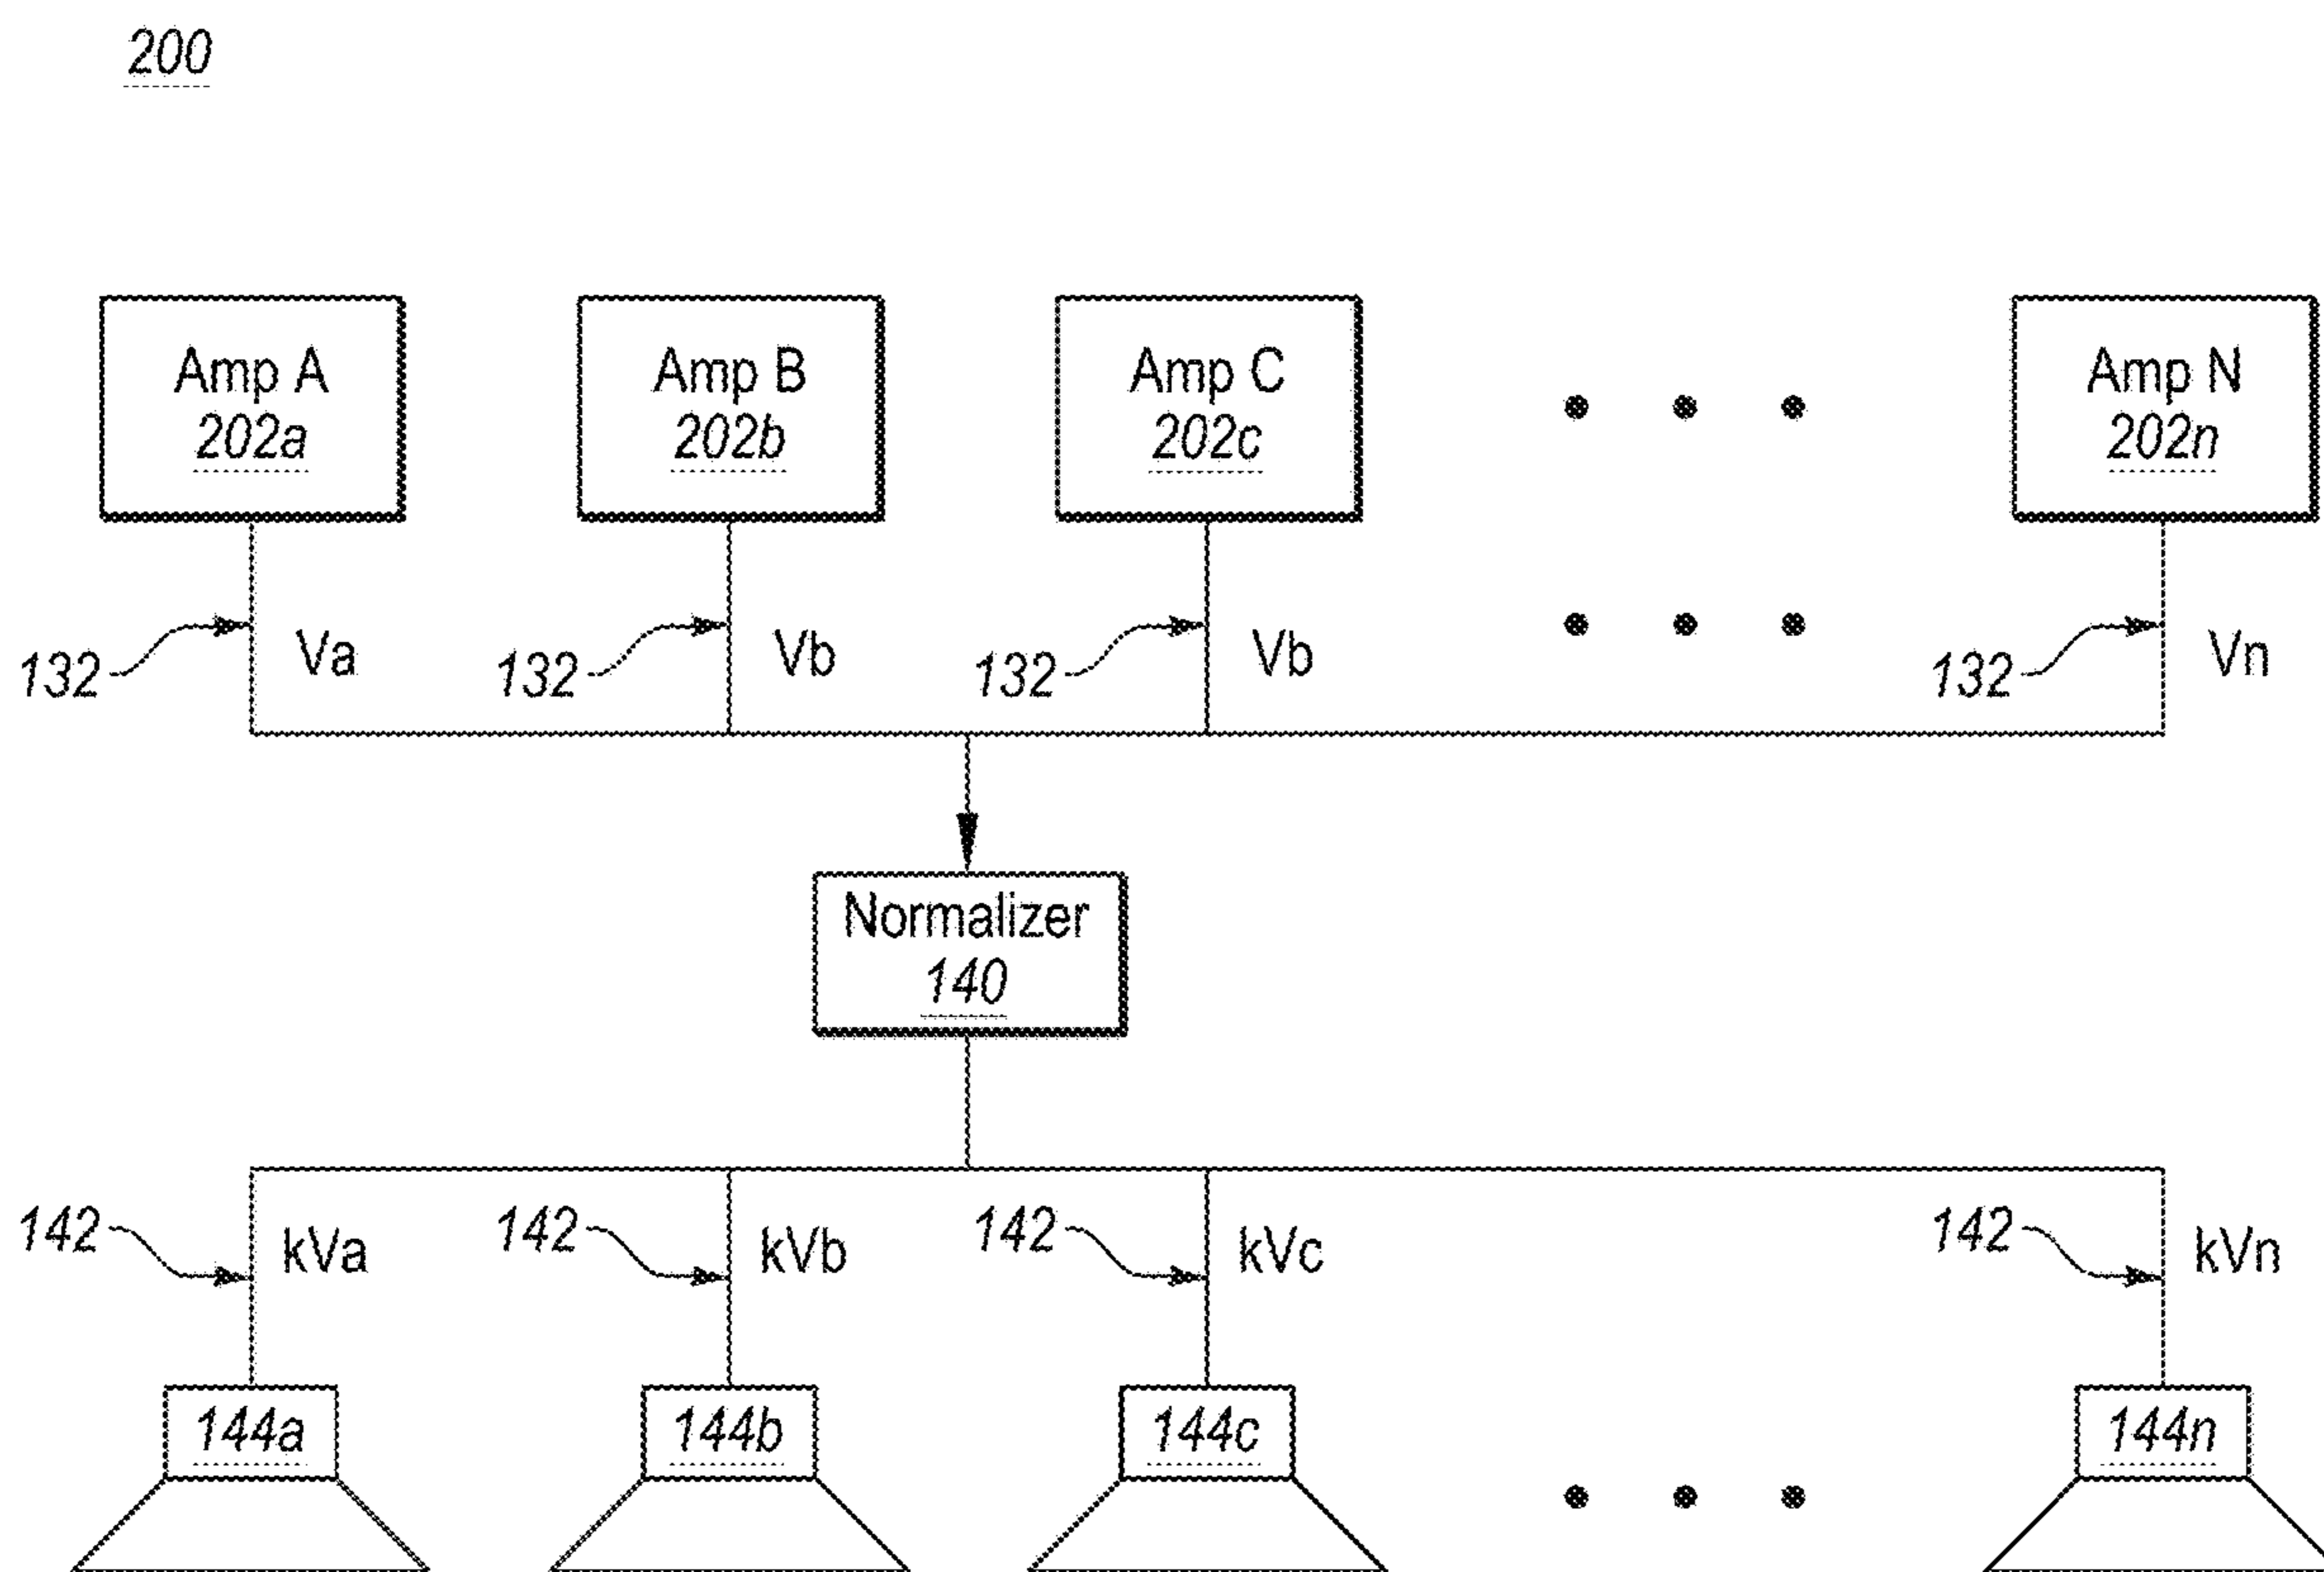 200
Amp A
202a
Amp B
202b
Amp C
202c
Amp N
202n
132
Va
132
Vb
132
Vb
132
Vn
Normalizer
140
142
kVa
142
kVb
142
kVc
142
kVn
144a
144b
144c
144n